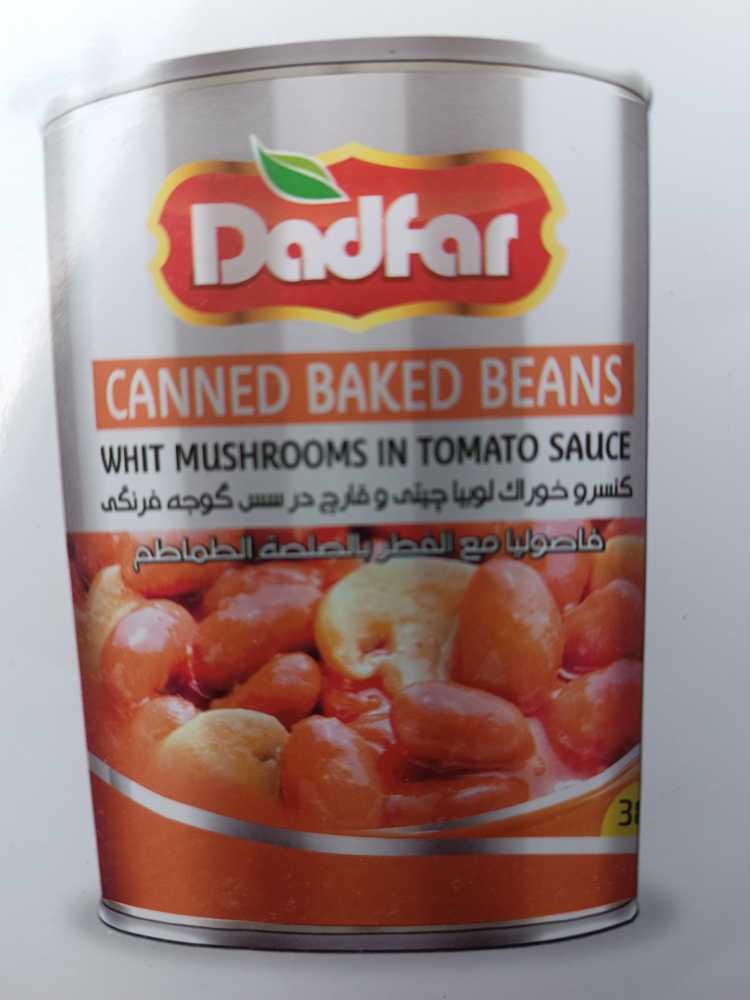 Dadfar
CANNED BAKED BEANS
WHIT MUSHROOMS IN TOMATO SAUCE
کنسرو خوراك لوبیا چیتی و قارچ در سس گوجه فرنگی
فاصوليا مع الفطر بالصلصة الطماطم